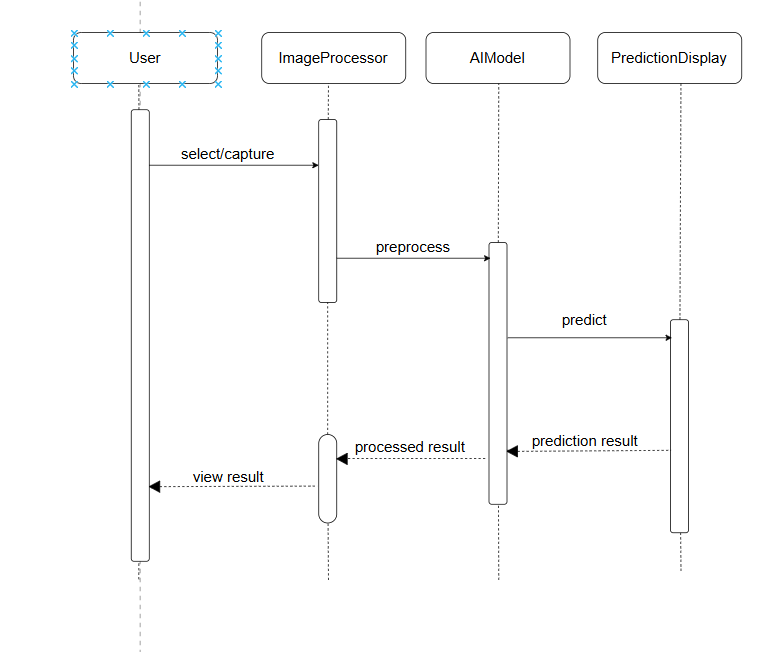 User
ImageProcessor
AIModel
PredictionDisplay
select/capture
preprocess
predict
prediction result
processed result
view result